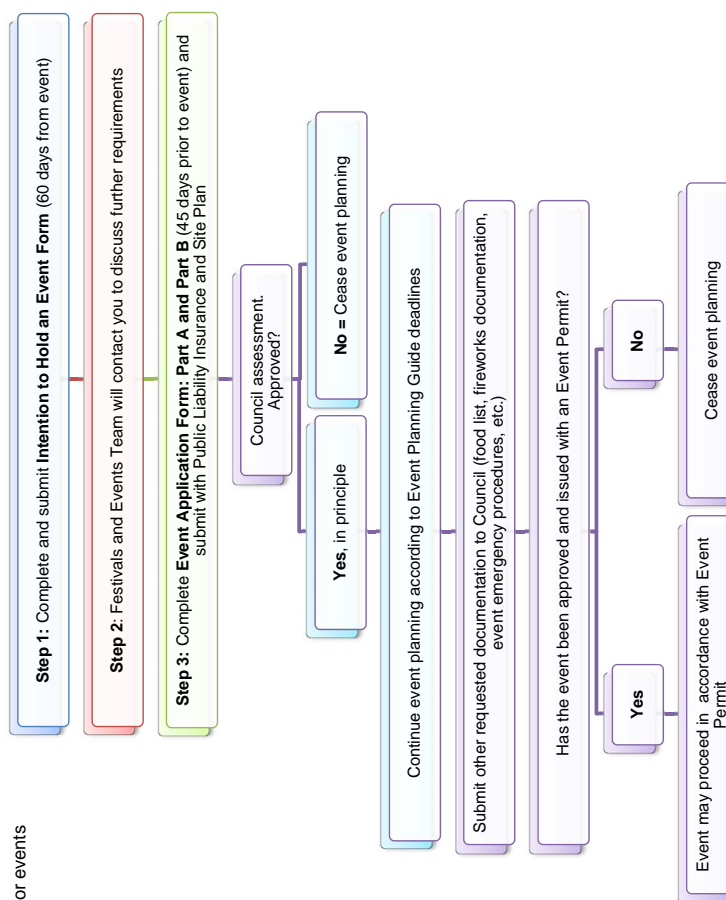 or events
Step 1: Complete and submit Intention to Hold an Event Form (60 days from event)
Step 2: Festivals and Events Team will contact you to discuss further requirements
Step 3: Complete Event Application Form: Part A and Part B (45 days prior to event) and
submit with Public Liability Insurance and Site Plan
Council assessment.
Approved?
Yes, in principle
No = Cease event planning
Continue event planning according to Event Planning Guide deadlines
Submit other requested documentation to Council (food list, fireworks documentation,
event emergency procedures, etc.)
Has the event been approved and issued with an Event Permit?
Yes
No
Event may proceed in accordance with Event
Permit
Cease event planning